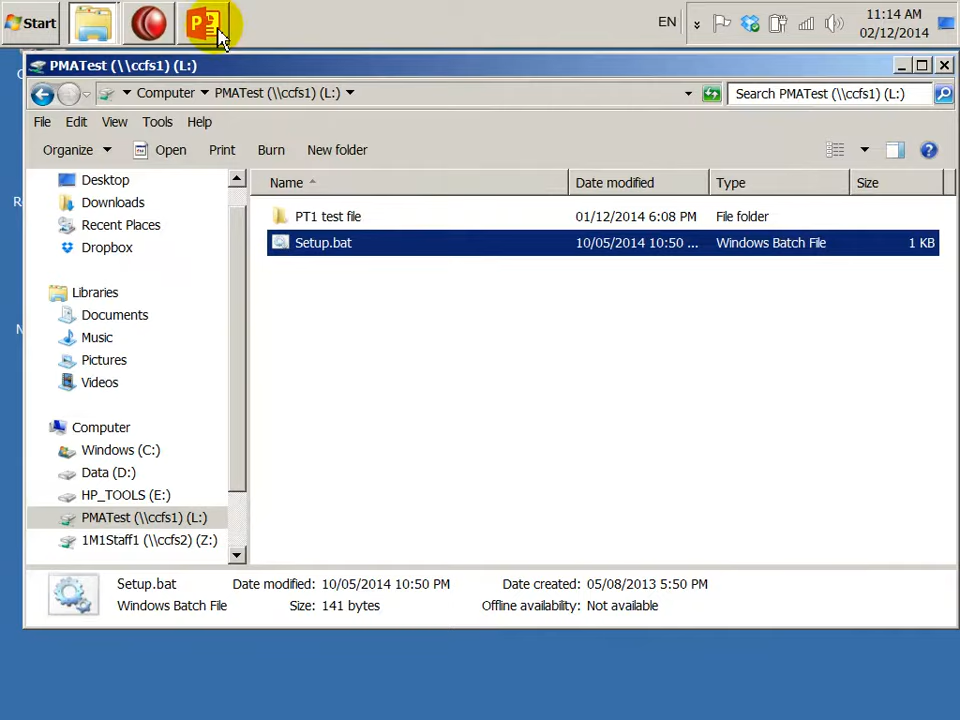 Start
EN
11:14 AM
02/12/2014
PMATest (\\ccfs1) (L:)
Computer PMATest (\\ccfs1) (L:)
Search PMATest (\\ccfs1) (L:)
File Edit View Tools Help
Organize Open Print Burn New folder
Name Date modified Type Size
PT1 test file 01/12/2014 6:08 PM File folder
Setup.bat 10/05/2014 10:50 ... Windows Batch File 1 KB
Desktop
Downloads
Recent Places
Dropbox
Libraries
Documents
Music
Pictures
Videos
Computer
Windows (C:)
Data (D:)
HP_TOOLS (E:)
PMATest (\\ccfs1) (L:)
1M1Staff1 (\\ccfs2) (Z:)
Setup.bat Date modified: 10/05/2014 10:50 PM Date created: 05/08/2013 5:50 PM
Windows Batch File Size: 141 bytes Offline availability: Not available